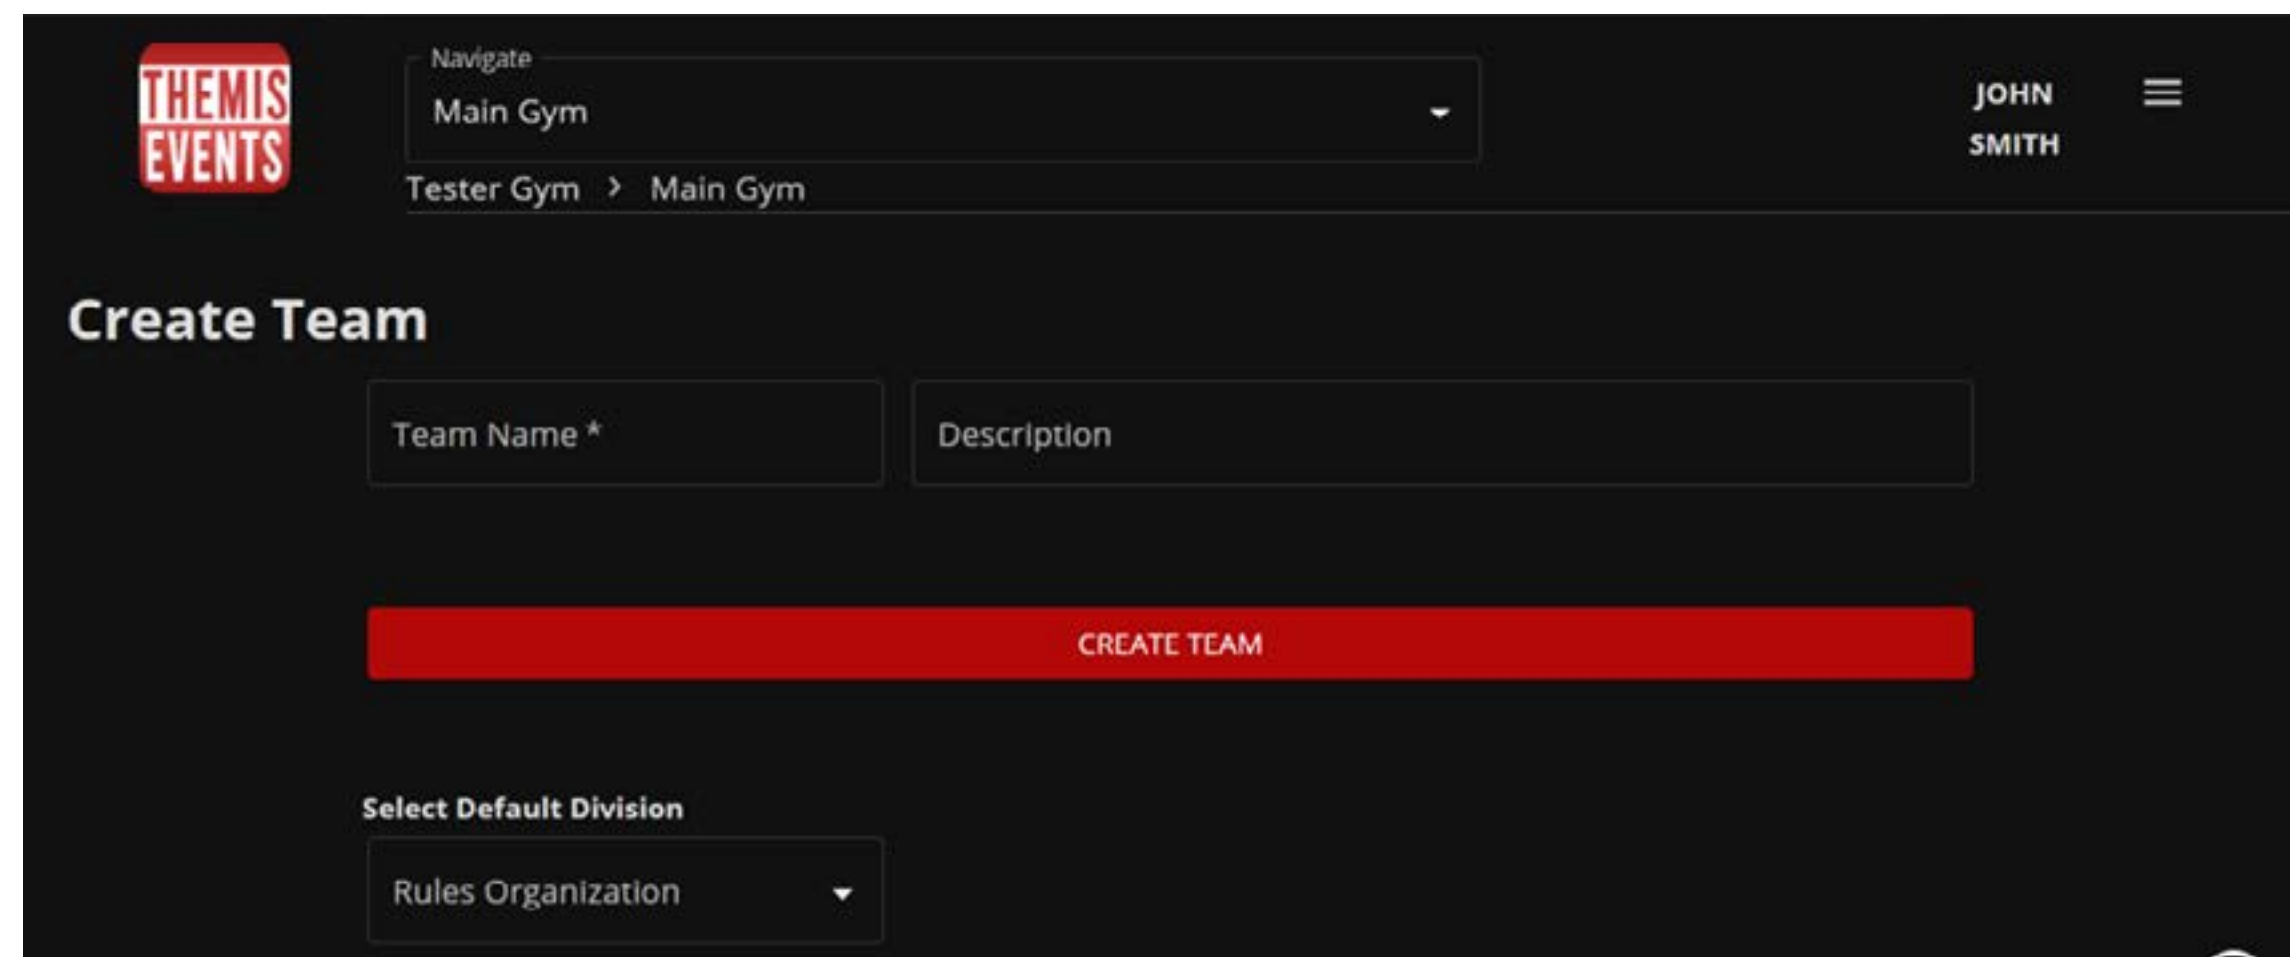 THEMIS
EVENTS
Navigate
Main Gym
Tester Gym > Main Gym
JOHN
SMITH
Create Team
Team Name *
Description
CREATE TEAM
Select Default Division
Rules Organization